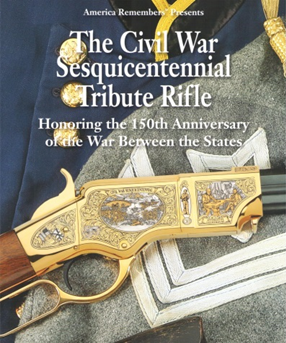 America Remembers® Presents
The Civil War
Sesquicentennial
Tribute Rifle
Honoring the 150th Anniversary
of the War Between the States